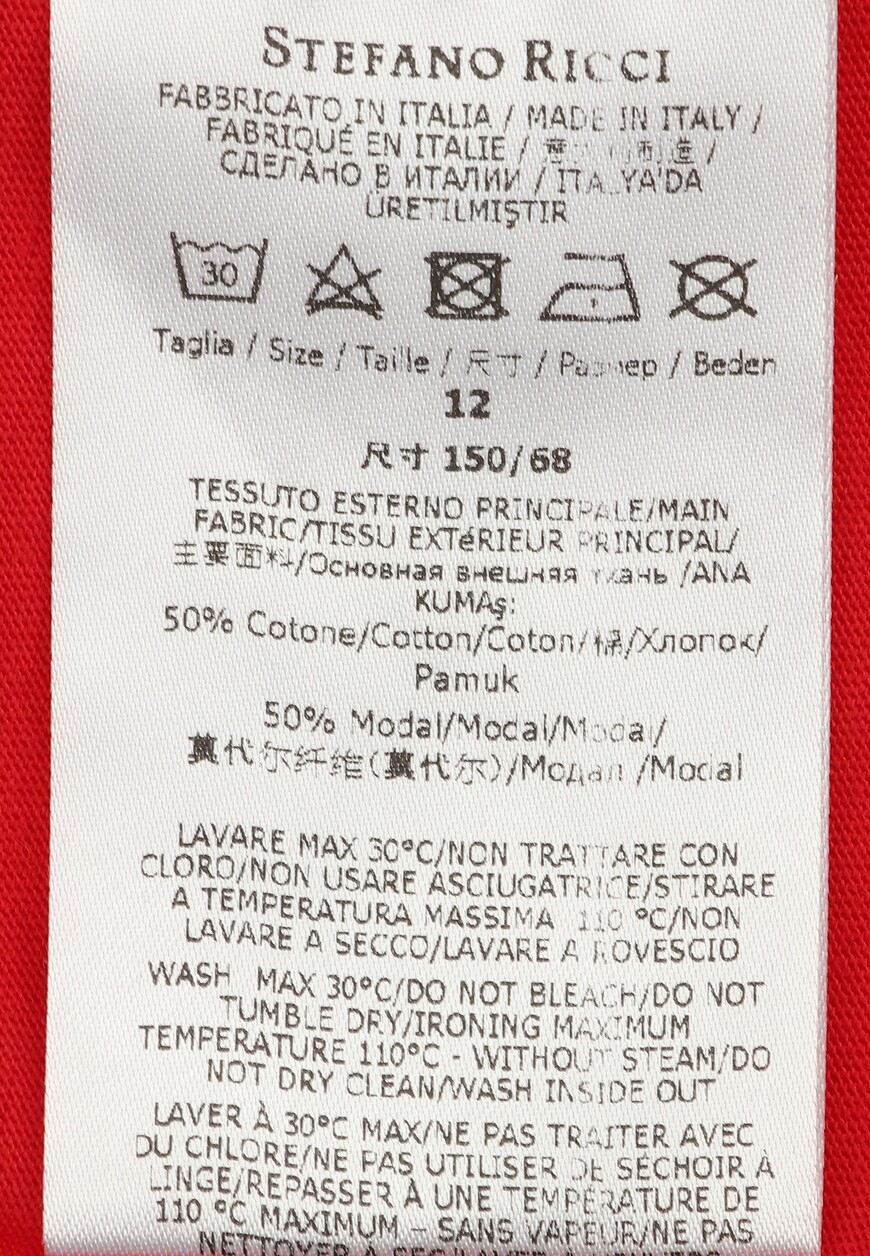 STEFANO RICCI
FABBRICATO IN ITALIA / MADE IN ITALY /
FABRIQUÉ EN ITALIE / 造 /
СДЕЛАНО В ИТАЛИИ / ITALYA'DA
ÜRETILMIŞTIR
30
Taglia / Size / Taille / 尺寸 / Размер / Beden
12
尺寸 150/68
TESSUTO ESTERNO PRINCIPALE/MAIN
FABRIC/TISSU EXTéRIEUR PRINCIPAL/
主要面料/Основная внешняя ткань /ANA
KUMAş:
50% Cotone/Cotton/Coton/棉/Хлопок/
Pamuk
50% Modal/Modal/Modal/
莫代尔纤维(莫代尔)/Модал /Modal
LAVARE MAX 30°C/NON TRATTARE CON
CLORO/NON USARE ASCIUGATRICE/STIRARE
A TEMPERATURA MASSIMA 110 °C/NON
LAVARE A SECCO/LAVARE A ROVESCIO
WASH MAX 30°C/DO NOT BLEACH/DO NOT
TUMBLE DRY/IRONING MAXIMUM
TEMPERATURE 110°C - WITHOUT STEAM/DO
NOT DRY CLEAN/WASH INSIDE OUT
LAVER À 30°C MAX/NE PAS TRAITER AVEC
DU CHLORE/NE PAS UTILISER DE SÉCHOIR À
LINGE/REPASSER À UNE TEMPÉRATURE DE
110 °C MAXIMUM – SANS VAPEUR/NE PAS
NETTOYER À SEC/LAVER À